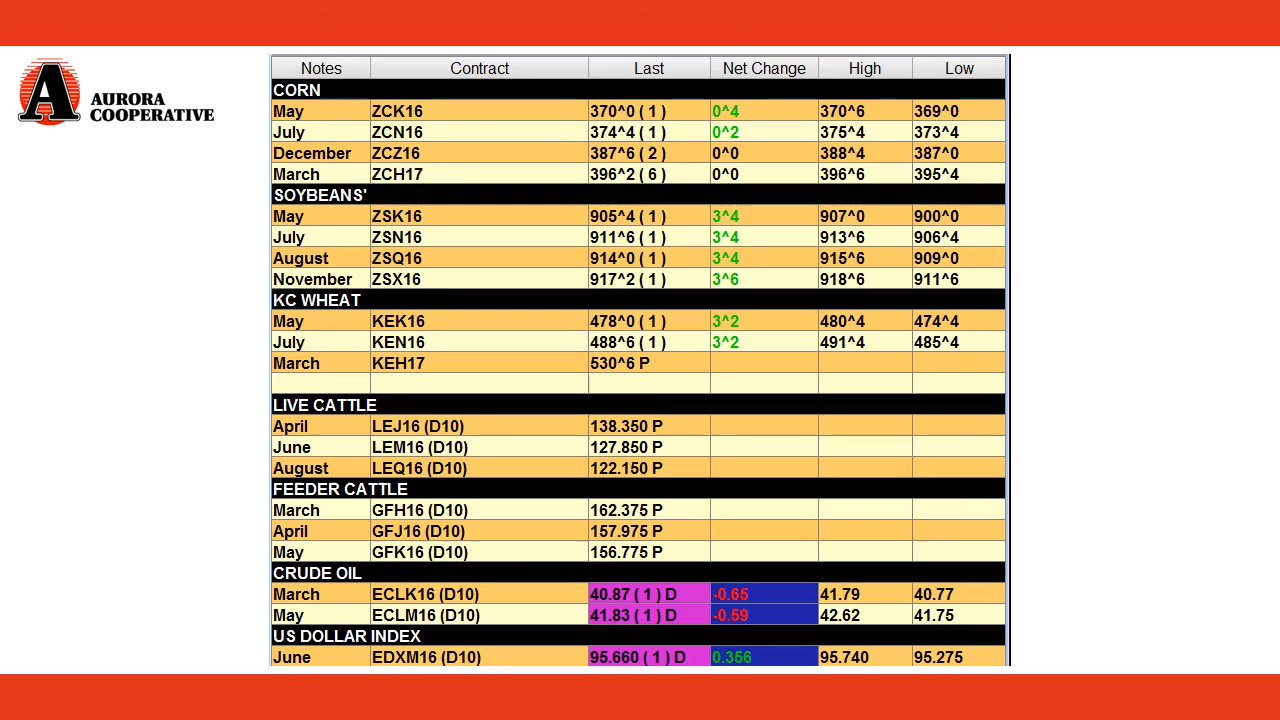 AURORA
COOPERATIVE
Notes Contract Last Net Change High Low
CORN
May ZCK16 370^0 ( 1 ) 0^4 370^6 369^0
July ZCN16 374^4 ( 1 ) 0^2 375^4 373^4
December ZCZ16 387^6 ( 2 ) 0^0 388^4 387^0
March ZCH17 396^2 ( 6 ) 0^0 396^6 395^4
SOYBEANS'
May ZSK16 905^4 ( 1 ) 3^4 907^0 900^0
July ZSN16 911^6 ( 1 ) 3^4 913^6 906^4
August ZSQ16 914^0 ( 1 ) 3^4 915^6 909^0
November ZSX16 917^2 ( 1 ) 3^6 918^6 911^6
KC WHEAT
May KEK16 478^0 ( 1 ) 3^2 480^4 474^4
July KEN16 488^6 ( 1 ) 3^2 491^4 485^4
March KEH17 530^6 P
LIVE CATTLE
April LEJ16 (D10) 138.350 P
June LEM16 (D10) 127.850 P
August LEQ16 (D10) 122.150 P
FEEDER CATTLE
March GFH16 (D10) 162.375 P
April GFJ16 (D10) 157.975 P
May GFK16 (D10) 156.775 P
CRUDE OIL
March ECLK16 (D10) 40.87 ( 1 ) D -0.65 41.79 40.77
May ECLM16 (D10) 41.83 ( 1 ) D -0.59 42.62 41.75
US DOLLAR INDEX
June EDXM16 (D10) 95.660 ( 1 ) D 0.356 95.740 95.275